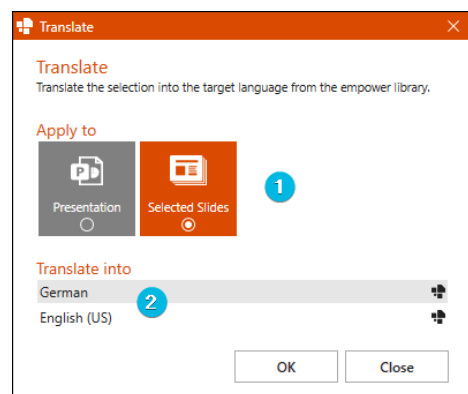 Translate
Translate
Translate the selection into the target language from the empower library.
Apply to
Presentation
Selected Slides
1
Translate into
German
2
English (US)
OK
Close